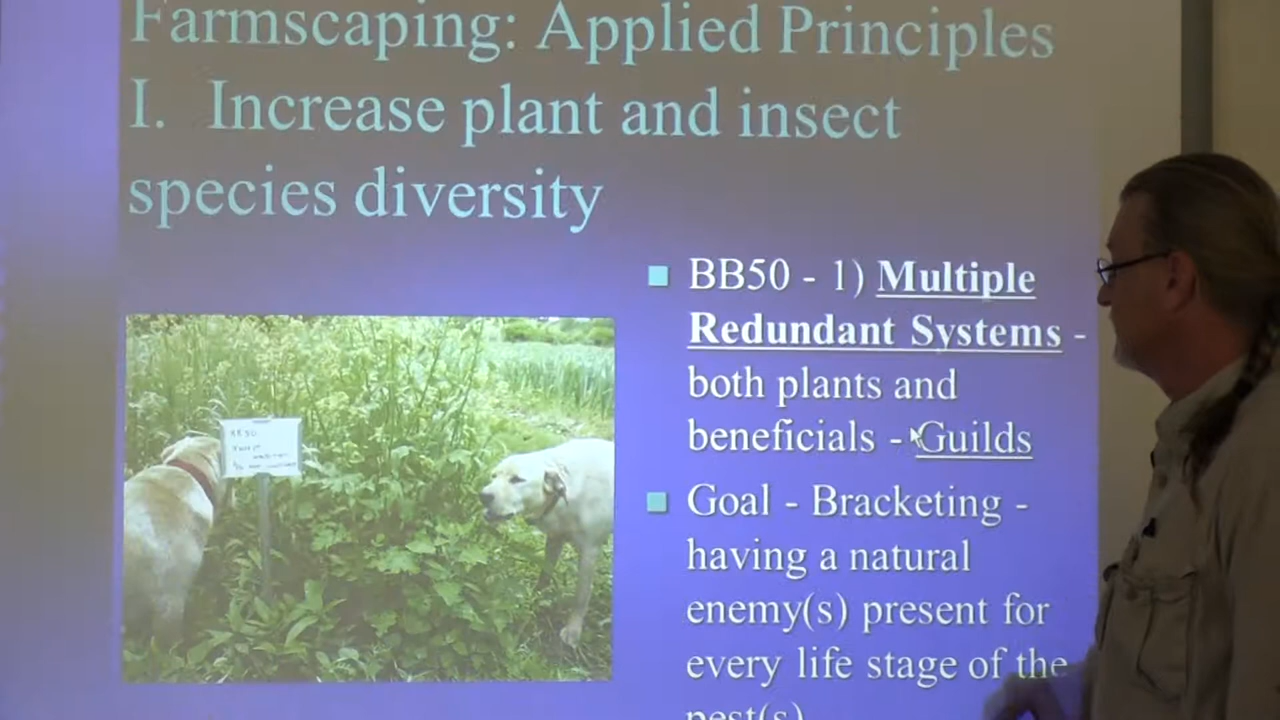 Farmscaping: Applied Principles
I. Increase plant and insect
species diversity
BB50 - 1) Multiple
Redundant Systems -
both plants and
beneficials - Guilds
Goal - Bracketing -
having a natural
enemy(s) present for
every life stage of the
pest(s)
BB50